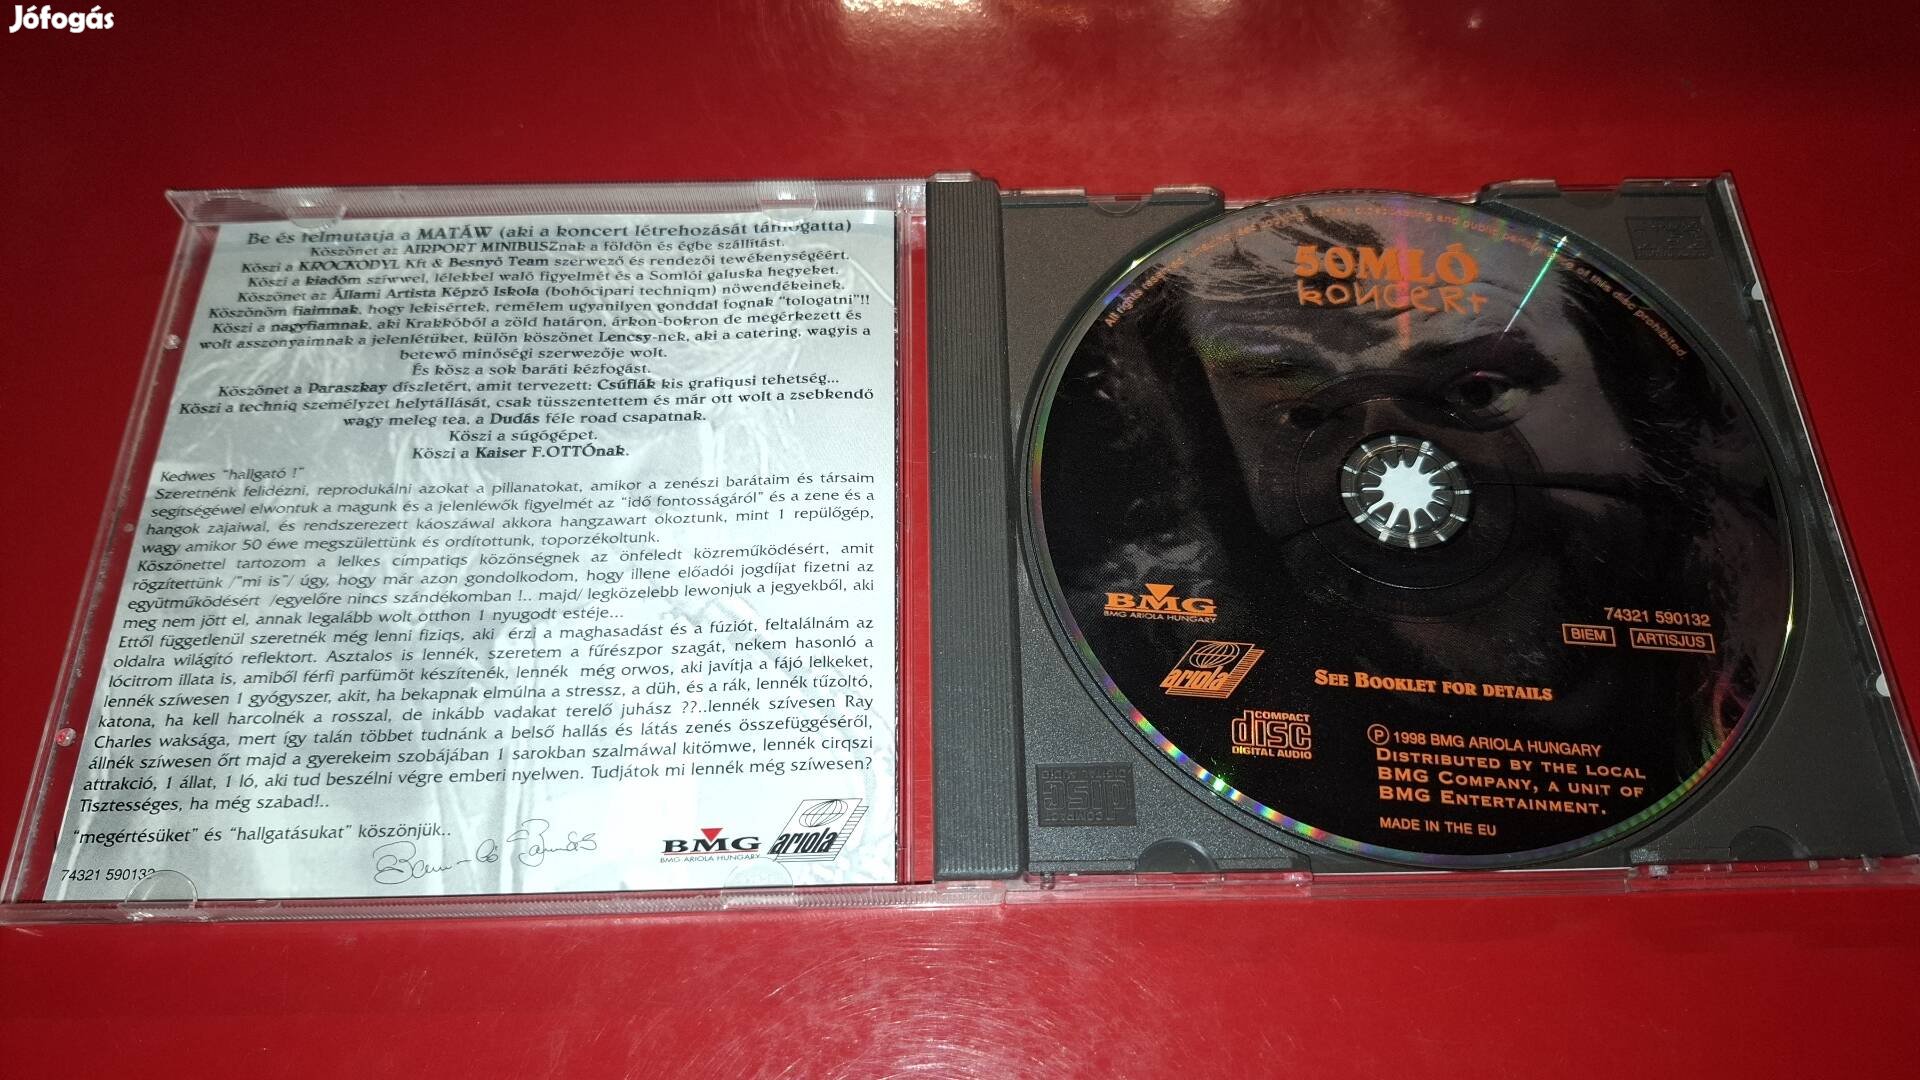 Jófogás
Be és felmutatja a MATÁW (aki a koncert létrehozását támogatta)
Köszönet az AIRPORT MINIBUSZnak a földön és égbe szállítást.
Köszi a KROCKODYL Kft & Besnyő Team szerwező és rendezői tewékenységéért.
Köszi a kiadóm szíwwel, lélekkel waló figyelmét és a Somlói galuska hegyeket.
Köszönet az Állami Artista Képző Iskola (bohócipari techniqm) nöwendékeinek.
Köszönöm fiaimnak, hogy lekisértek, remélem ugyanilyen gonddal fognak "tologatni"!!
Köszi a nagyfiamnak, aki Krakkóból a zöld határon, árkon-bokron de megérkezett és
wolt asszonyaimnak a jelenlétüket, külön köszönet Lencsy-nek, aki a catering, wagyis a
betewő minőségi szerwezője wolt.
És kösz a sok baráti kézfogást.
Köszönet a Paraszkay díszletért, amit tervezett: Csúflák kis grafiqusi tehetség...
Köszi a techniq személyzet helytállását, csak tüsszentettem és már ott wolt a zsebkendő
wagy meleg tea, a Dudás féle road csapatnak.
Köszi a súgógépet.
Köszi a Kaiser F.OTTÓnak.
Kedwes "hallgató !"
Szeretnénk felidézni, reprodukálni azokat a pillanatokat, amikor a zenészi barátaim és társaim
segítségéwel elwontuk a magunk és a jelenléwők figyelmét az "idő fontosságáról" és a zene és a
hangok zajaiwal, és rendszerezett káoszáwal akkora hangzawart okoztunk, mint 1 repülőgép,
wagy amikor 50 éwe megszülettünk és ordítottunk, toporzékoltunk.
Köszönettel tartozom a lelkes címpatiqs közönségnek az önfeledt közreműködésért, amit
rögzítettünk /"mi is"/ úgy, hogy már azon gondolkodom, hogy illene előadói jogdíjat fizetni az
együtműködésért /egyelőre nincs szándékomban !.. majd/ legközelebb lewonjuk a jegyekből, aki
meg nem jött el, annak legalább wolt otthon 1 nyugodt estéje...
Ettől függetlenül szeretnék még lenni fiziqs, aki érzi a maghasadást és a fúziót, feltalálnám az
oldalra wilágító reflektort. Asztalos is lennék, szeretem a fűrészpor szagát, nekem hasonló a
lócitrom illata is, amiből férfi parfümöt készítenék, lennék még orwos, aki javítja a fájó lelkeket,
lennék szíwesen 1 gyógyszer, akit, ha bekapnak elmúlna a stressz, a düh, és a rák, lennék tűzoltó,
katona, ha kell harcolnék a rosszal, de inkább vadakat terelő juhász ??..lennék szívesen Ray
Charles waksága, mert így talán többet tudnánk a belső hallás és látás zenés összefüggéséről,
állnék szíwesen őrt majd a gyerekeim szobájában 1 sarokban szalmáwal kitömwe, lennék cirqszi
attrakció, 1 állat, 1 ló, aki tud beszélni végre emberi nyelwen. Tudjátok mi lennék még szíwesen?
Tisztességes, ha még szabad!..
"megértésüket" és "hallgatásukat" köszönjük..
74321 590132
BMG
BMG ARIOLA HUNGARY
ariola
50MLÓ
KONCERT
BMG
BMG ARIOLA HUNGARY
ariola
74321 590132
BIEM
ARTISJUS
SEE BOOKLET FOR DETAILS
COMPACT
disc
DIGITAL AUDIO
℗ 1998 BMG ARIOLA HUNGARY
DISTRIBUTED BY THE LOCAL
BMG COMPANY, A UNIT OF
BMG ENTERTAINMENT.
MADE IN THE EU